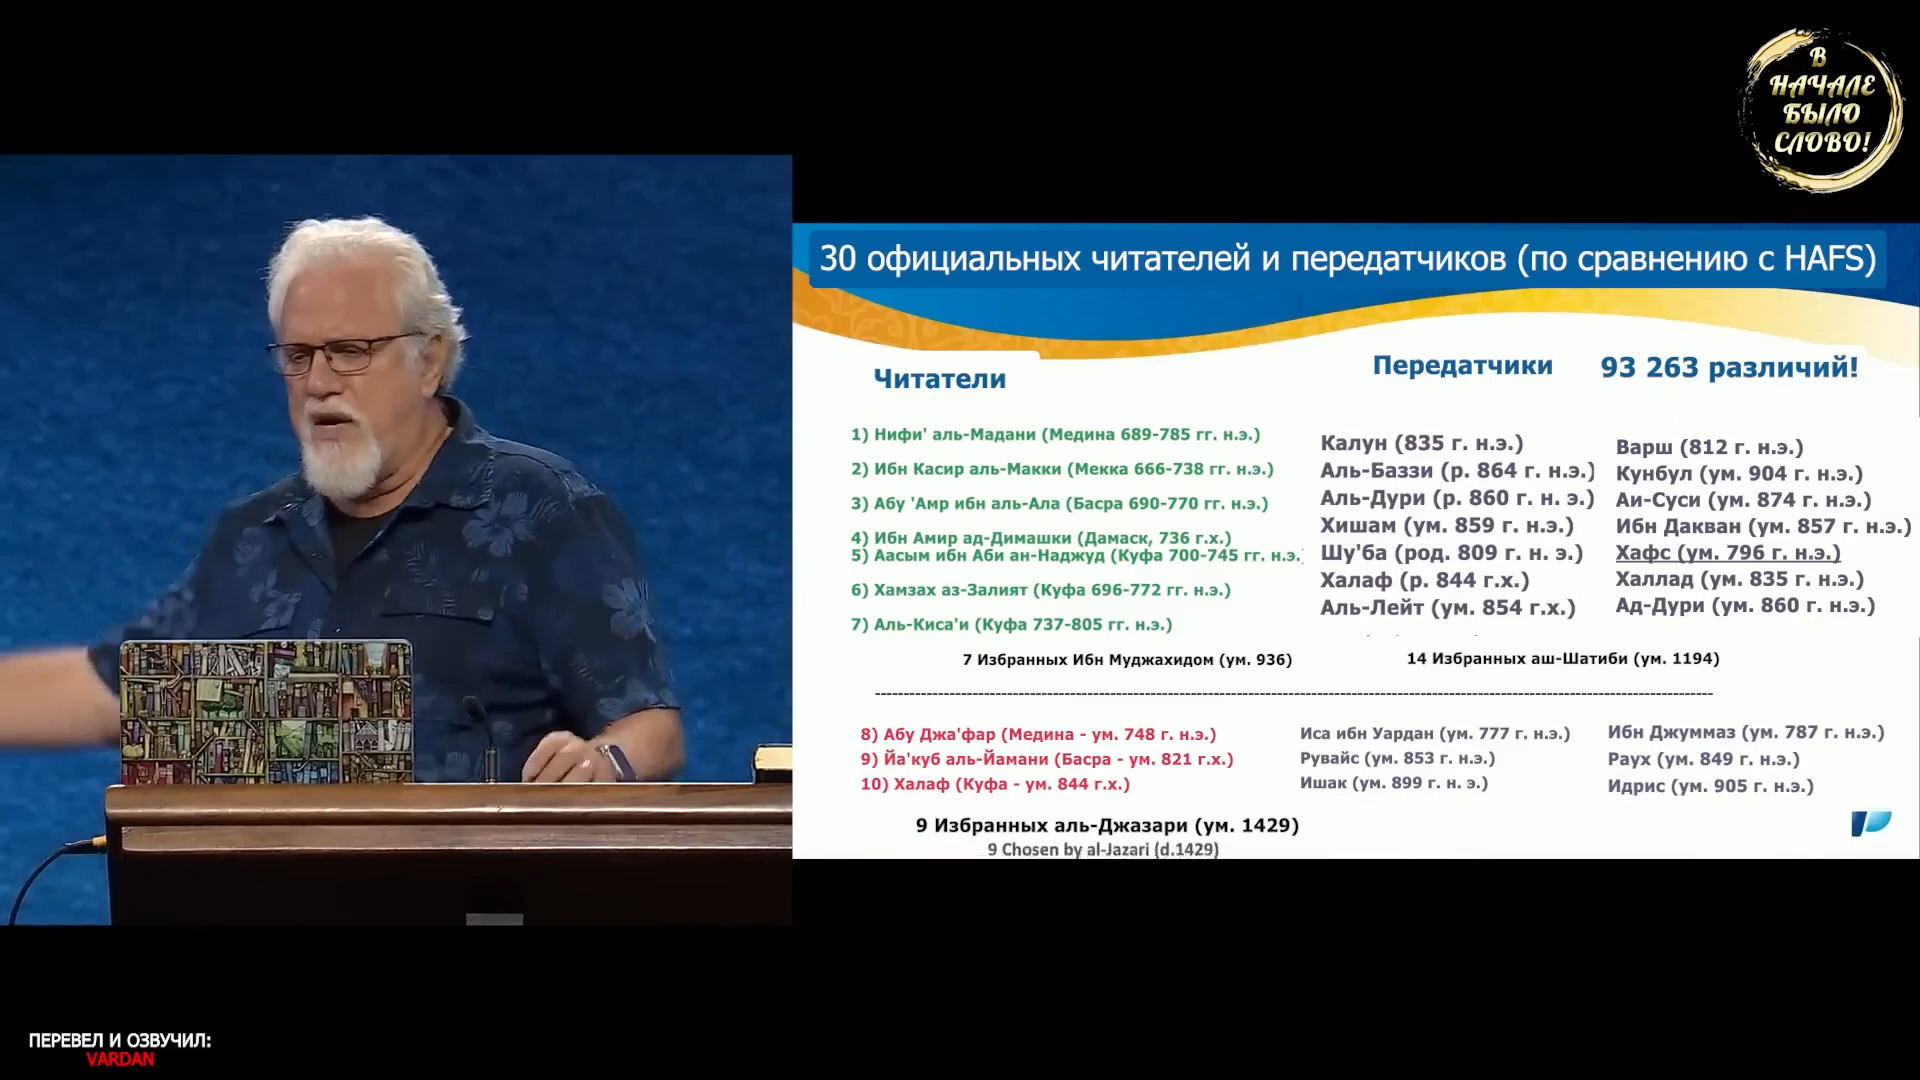 В
НАЧАЛЕ
БЫЛО
СЛОВО!
30 официальных читателей и передатчиков (по сравнению с HAFS)
Читатели
Передатчики
93 263 различий!
1) Нифи' аль-Мадани (Медина 689-785 гг. н.э.)
2) Ибн Касир аль-Макки (Мекка 666-738 гг. н.э.)
3) Абу 'Амр ибн аль-Ала (Басра 690-770 гг. н.э.)
4) Ибн Амир ад-Димашки (Дамаск, 736 г.х.)
5) Аасым ибн Аби ан-Наджуд (Куфа 700-745 гг. н.э.
6) Хамзах аз-Залият (Куфа 696-772 гг. н.э.)
7) Аль-Киса'и (Куфа 737-805 гг. н.э.)
Калун (835 г. н.э.)
Аль-Баззи (р. 864 г. н.э.)
Аль-Дури (р. 860 г. н. э.)
Хишам (ум. 859 г. н.э.)
Шу'ба (род. 809 г. н. э.)
Халаф (р. 844 г.х.)
Аль-Лейт (ум. 854 г.х.)
Варш (812 г. н.э.)
Кунбул (ум. 904 г. н.э.)
Аи-Суси (ум. 874 г. н.э.)
Ибн Дакван (ум. 857 г. н.э.)
Хафс (ум. 796 г. н.э.)
Халлад (ум. 835 г. н.э.)
Ад-Дури (ум. 860 г. н.э.)
7 Избранных Ибн Муджахидом (ум. 936)
14 Избранных аш-Шатиби (ум. 1194)
8) Абу Джа'фар (Медина - ум. 748 г. н.э.)
9) Йа'куб аль-Йамани (Басра - ум. 821 г.х.)
10) Халаф (Куфа - ум. 844 г.х.)
Иса ибн Уардан (ум. 777 г. н.э.)
Рувайс (ум. 853 г. н.э.)
Ишак (ум. 899 г. н. э.)
Ибн Джуммаз (ум. 787 г. н.э.)
Раух (ум. 849 г. н.э.)
Идрис (ум. 905 г. н.э.)
9 Избранных аль-Джазари (ум. 1429)
9 Chosen by al-Jazari (d.1429)
ПЕРЕВЕЛ И ОЗВУЧИЛ:
VARDAN